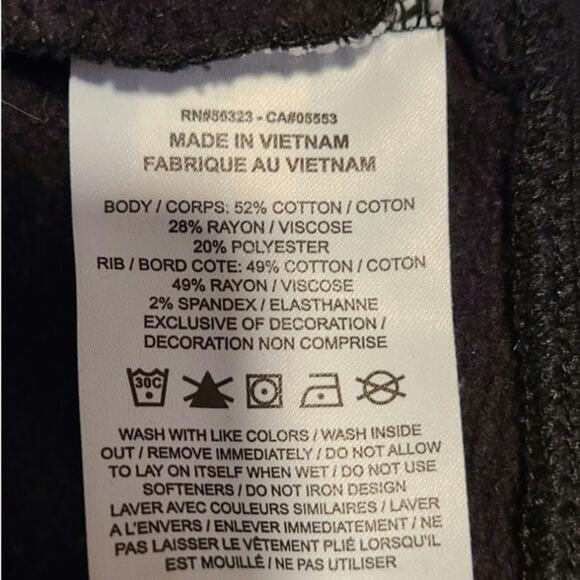 RN#56323 - CA#05553
MADE IN VIETNAM
FABRIQUE AU VIETNAM
BODY / CORPS: 52% COTTON / COTON
28% RAYON / VISCOSE
20% POLYESTER
RIB / BORD COTE: 49% COTTON / COTON
49% RAYON / VISCOSE
2% SPANDEX / ELASTHANNE
EXCLUSIVE OF DECORATION /
DECORATION NON COMPRISE
30C
WASH WITH LIKE COLORS / WASH INSIDE
OUT / REMOVE IMMEDIATELY / DO NOT ALLOW
TO LAY ON ITSELF WHEN WET / DO NOT USE
SOFTENERS / DO NOT IRON DESIGN
LAVER AVEC COULEURS SIMILAIRES / LAVER
A L'ENVERS / ENLEVER IMMEDIATEMENT / NE
PAS LAISSER LE VÊTEMENT PLIÉ LORSQU'IL
EST MOUILLÉ / NE PAS UTILISER